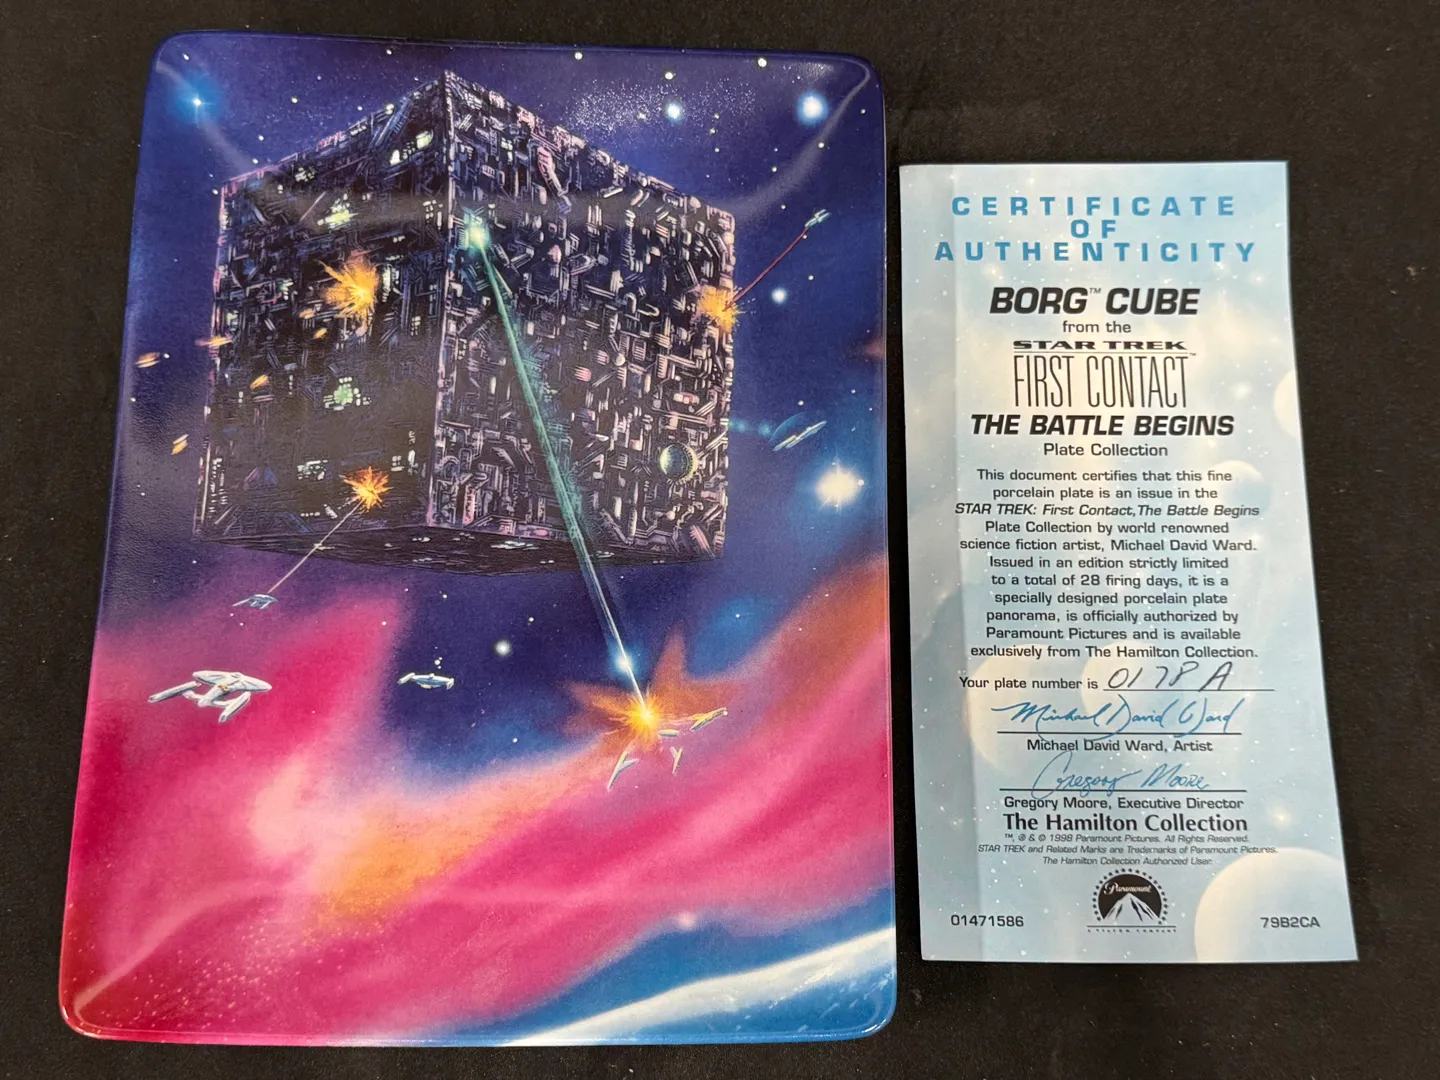 CERTIFICATE
OF
AUTHENTICITY
BORG™ CUBE
from the
STAR TREK
FIRST CONTACT™
THE BATTLE BEGINS
Plate Collection
This document certifies that this fine
porcelain plate is an issue in the
STAR TREK: First Contact, The Battle Begins
Plate Collection by world renowned
science fiction artist, Michael David Ward.
Issued in an edition strictly limited
to a total of 28 firing days, it is a
specially designed porcelain plate
panorama, is officially authorized by
Paramount Pictures and is available
exclusively from The Hamilton Collection.
Your plate number is 0178 A
Michael David Ward
Michael David Ward, Artist
Gregory Moore
Gregory Moore, Executive Director
The Hamilton Collection
™, ® & © 1998 Paramount Pictures. All Rights Reserved.
STAR TREK and Related Marks are Trademarks of Paramount Pictures.
The Hamilton Collection Authorized User.
Paramount
A VIACOM COMPANY
01471586
79B2CA